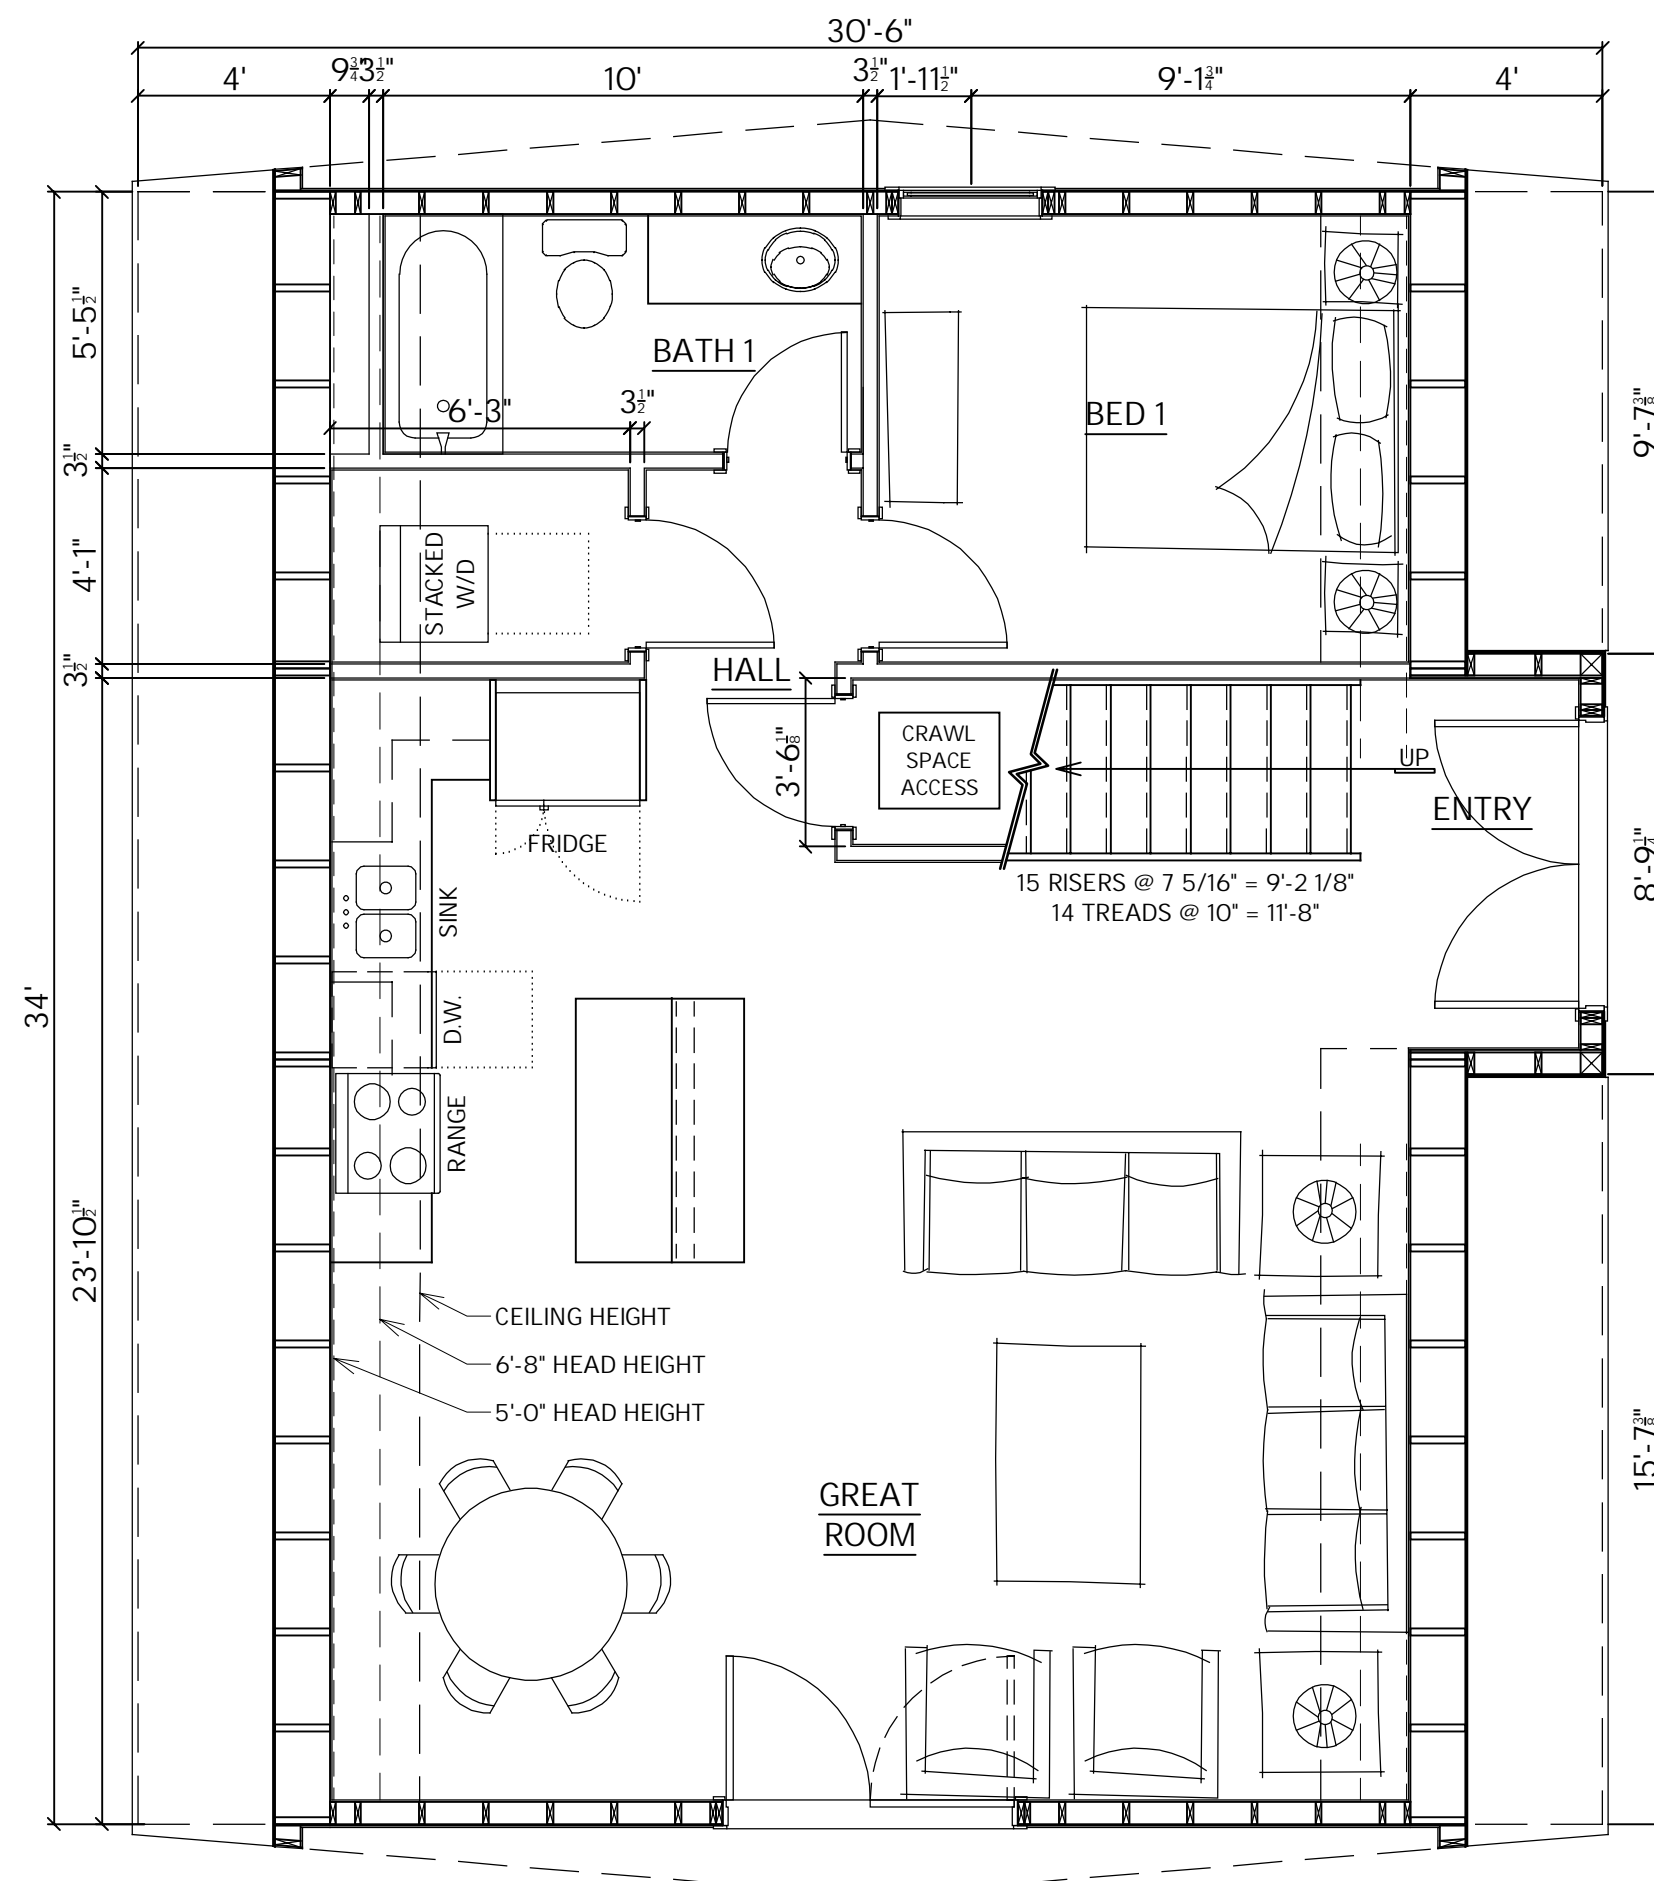 30'-6"
4'
9¾"
3½"
10'
3½"
1'-11½"
9'-1¾"
4'
5'-5½"
3½"
4'-1"
3½"
34'
23'-10½"
9'-7⅜"
8'-9¼"
15'-7⅜"
BATH 1
6'-3"
3½"
BED 1
STACKED
W/D
HALL
3'-6⅛"
CRAWL
SPACE
ACCESS
UP
ENTRY
FRIDGE
15 RISERS @ 7 5/16" = 9'-2 1/8"
14 TREADS @ 10" = 11'-8"
SINK
D.W.
RANGE
CEILING HEIGHT
6'-8" HEAD HEIGHT
5'-0" HEAD HEIGHT
GREAT
ROOM